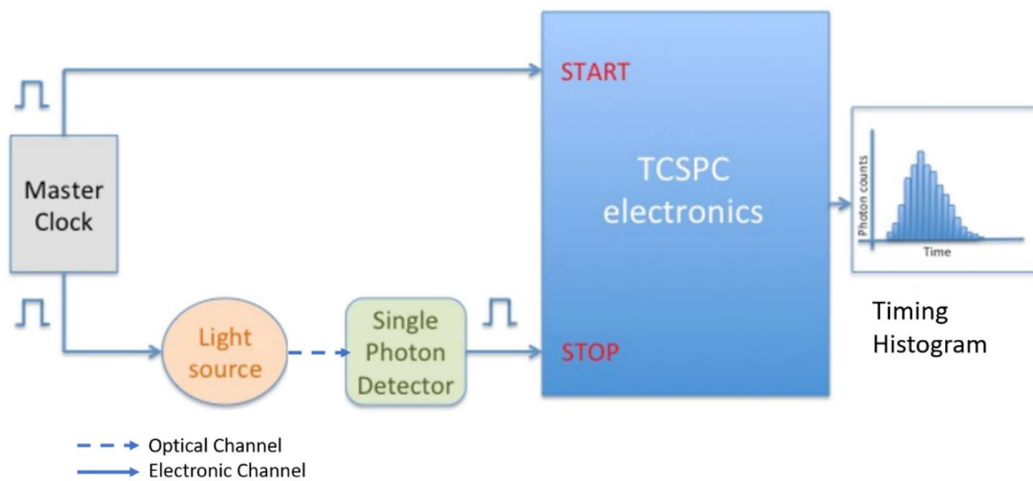 START
Master
Clock
TCSPC
electronics
Photon counts
Time
Timing
Histogram
Light
source
Single
Photon
Detector
STOP
Optical Channel
Electronic Channel